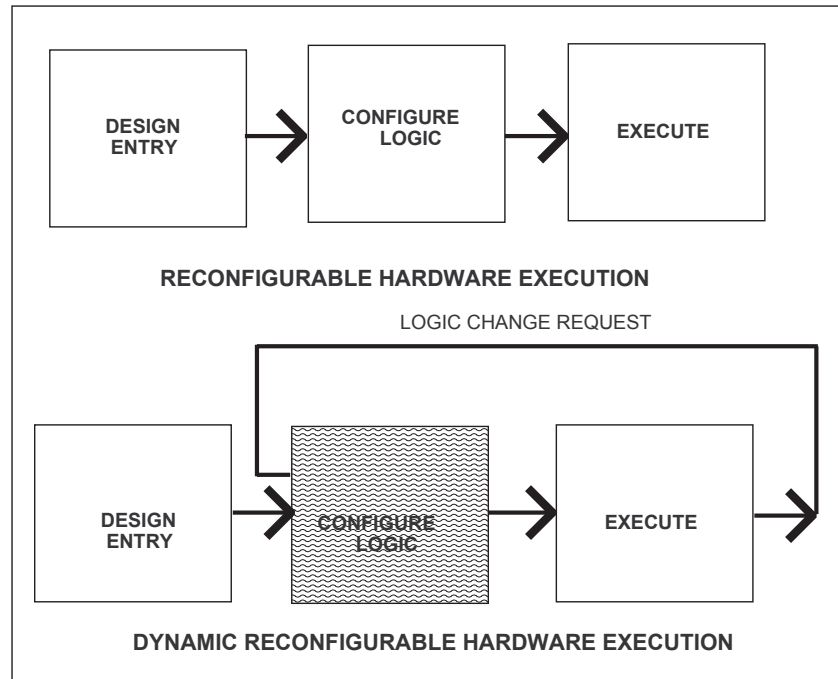 DESIGN
ENTRY
CONFIGURE
LOGIC
EXECUTE
RECONFIGURABLE HARDWARE EXECUTION
LOGIC CHANGE REQUEST
DESIGN
ENTRY
CONFIGURE
LOGIC
EXECUTE
DYNAMIC RECONFIGURABLE HARDWARE EXECUTION